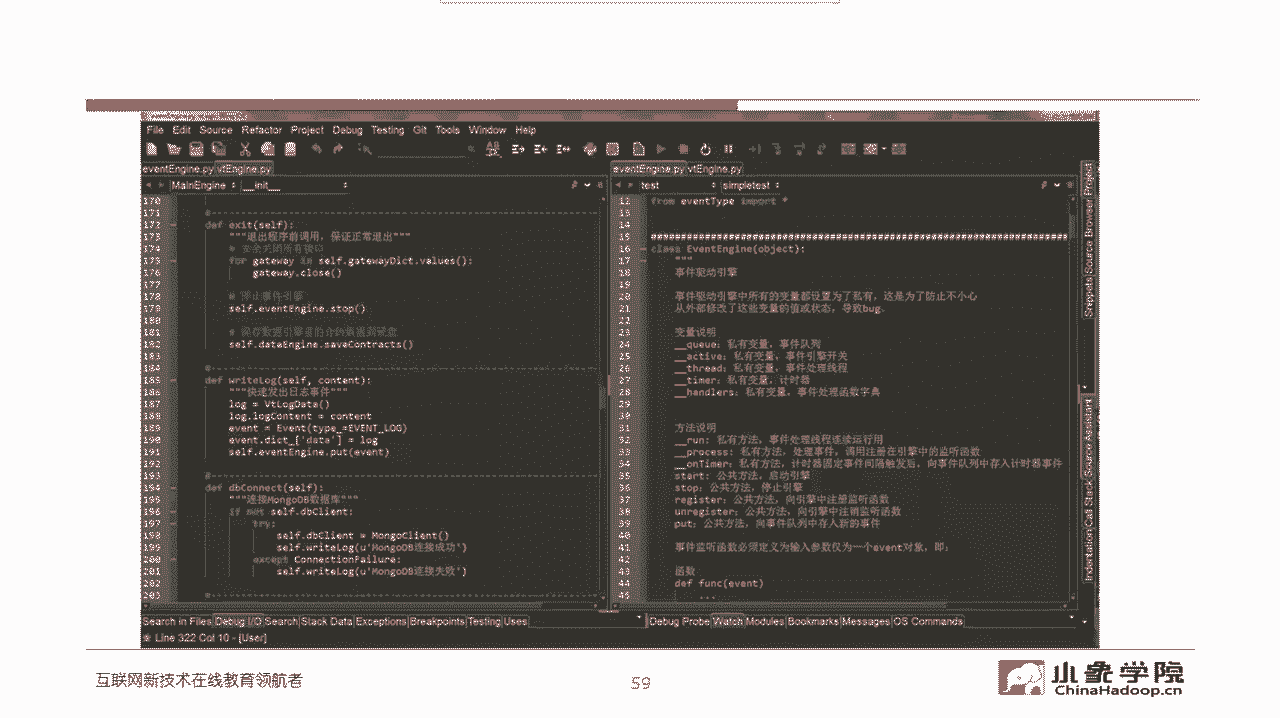 File Edit Source Refactor Project Debug Testing Git Tools Window Help
eventEngine.py vtEngine.py
MainEngine __init__
170
171 #
172 def exit(self):
173 """退出程序前调用，保证正常退出"""
174 # 安全关闭所有接口
175 for gateway in self.gatewayDict.values():
176 gateway.close()
177
178 # 停止事件引擎
179 self.eventEngine.stop()
180
181 # 保存数据引擎里的合约数据到硬盘
182 self.dataEngine.saveContracts()
183
184 #
185 def writeLog(self, content):
186 """快速发出日志事件"""
187 log = VtLogData()
188 log.logContent = content
189 event = Event(type_=EVENT_LOG)
190 event.dict_['data'] = log
191 self.eventEngine.put(event)
192
193 #
194 def dbConnect(self):
195 """连接MongoDB数据库"""
196 if not self.dbClient:
197 try:
198 self.dbClient = MongoClient()
199 self.writeLog(u'MongoDB连接成功')
200 except ConnectionFailure:
201 self.writeLog(u'MongoDB连接失败')
202
203 #
eventEngine.py vtEngine.py
test simpletest
12 from eventType import *
13
14
15 ########################################################################
16 class EventEngine(object):
17 """
18 事件驱动引擎
19
20 事件驱动引擎中所有的变量都设置为了私有，这是为了防止不小心
21 从外部修改了这些变量的值或状态，导致bug。
22
23 变量说明
24 __queue：私有变量，事件队列
25 __active：私有变量，事件引擎开关
26 __thread：私有变量，事件处理线程
27 __timer：私有变量，计时器
28 __handlers：私有变量，事件处理函数字典
29
30
31 方法说明
32 __run: 私有方法，事件处理线程连续运行用
33 __process: 私有方法，处理事件，调用注册在引擎中的监听函数
34 __onTimer：私有方法，计时器固定事件间隔触发后，向事件队列中存入计时器事件
35 start: 公共方法，启动引擎
36 stop：公共方法，停止引擎
37 register：公共方法，向引擎中注册监听函数
38 unregister：公共方法，向引擎中注销监听函数
39 put：公共方法，向事件队列中存入新的事件
40
41 事件监听函数必须定义为输入参数仅为一个event对象，即：
42
43 函数
44 def func(event)
45 ...
Snippets Source Browser Project
Indentation Call Stack Source Assistant
Search in Files Debug I/O Search Stack Data Exceptions Breakpoints Testing Uses
Debug Probe Watch Modules Bookmarks Messages OS Commands
Line 322 Col 10 - [User]
互联网新技术在线教育领航者
59
小象学院
ChinaHadoop.cn